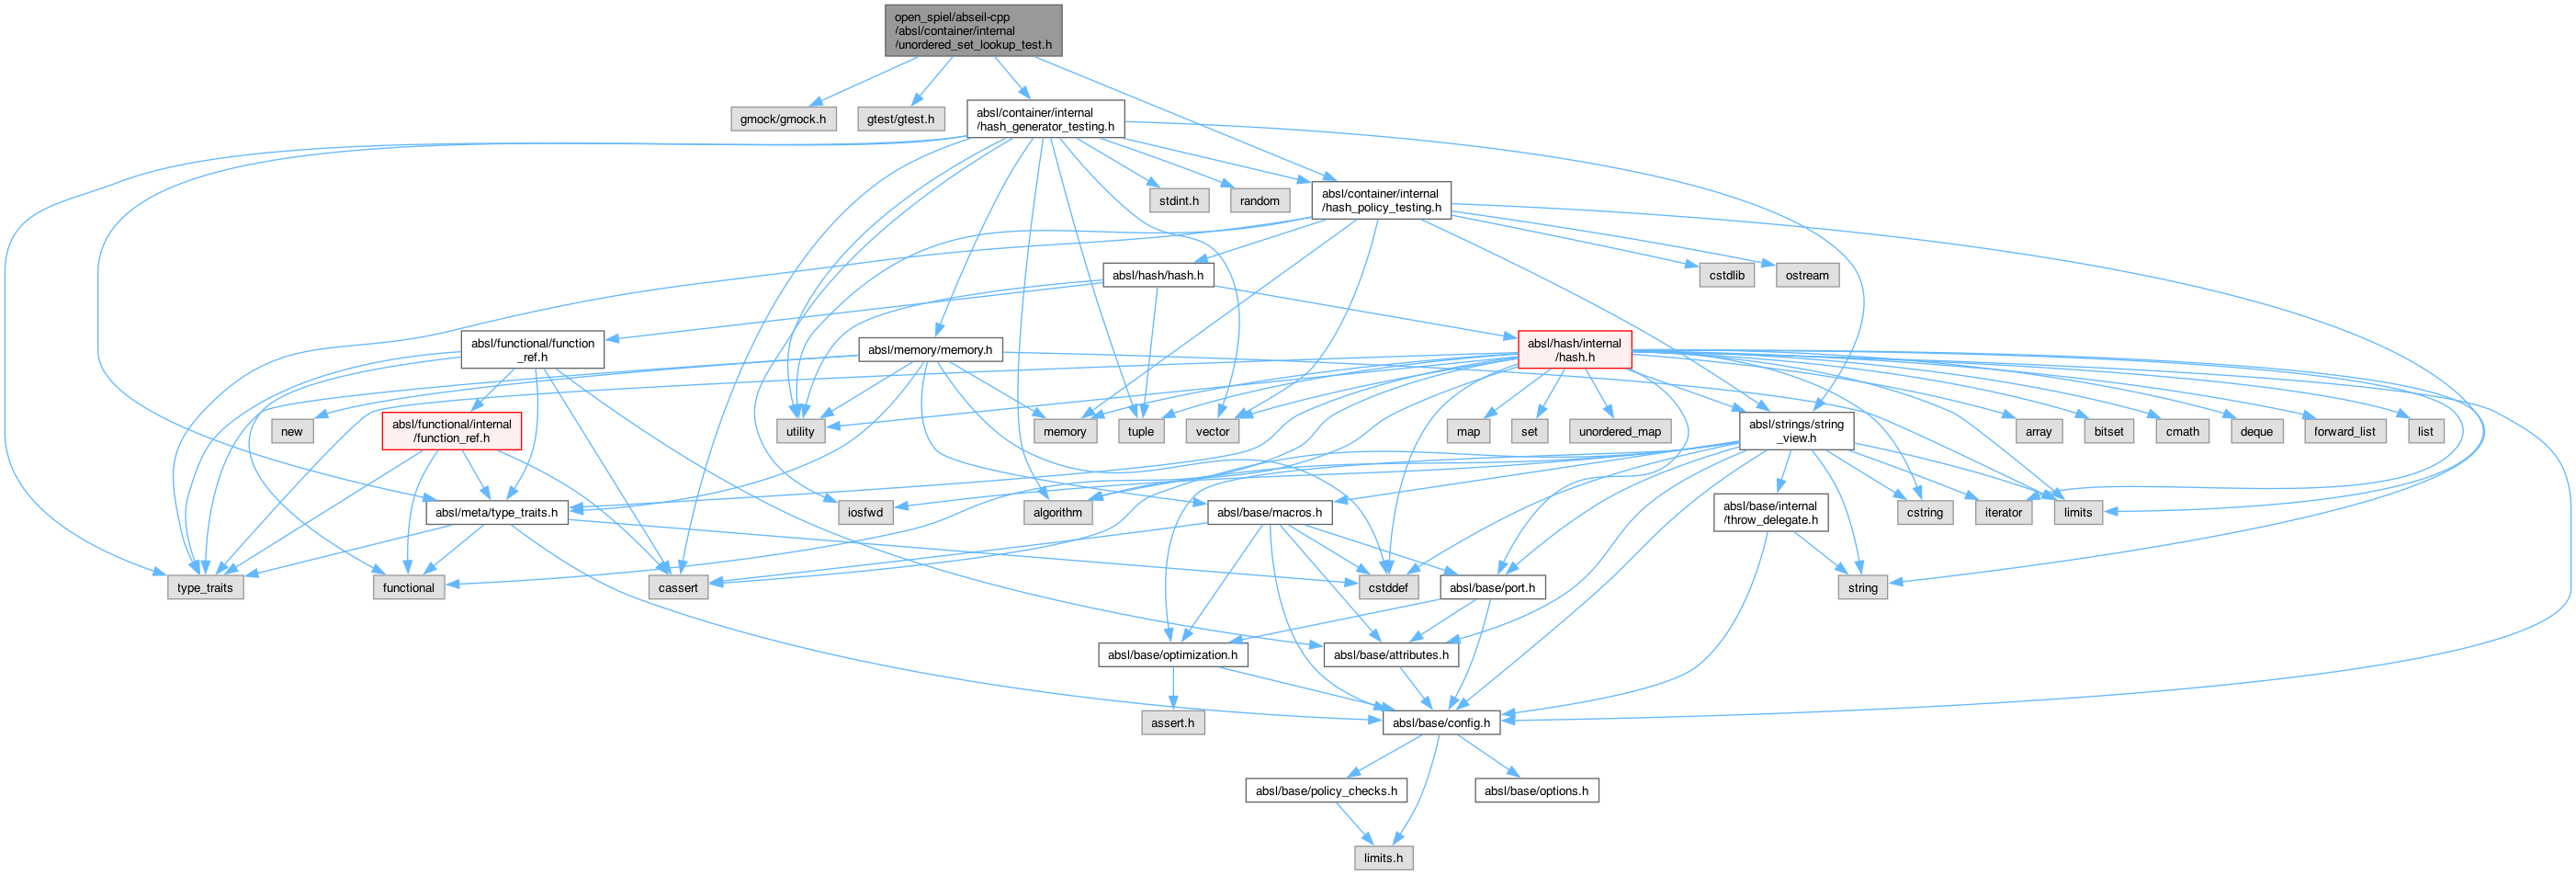 open_spiel/abseil-cpp
/absl/container/internal
/unordered_set_lookup_test.h
gmock/gmock.h
gtest/gtest.h
absl/container/internal
/hash_generator_testing.h
stdint.h
random
absl/container/internal
/hash_policy_testing.h
absl/hash/hash.h
cstdlib
ostream
absl/functional/function
_ref.h
absl/memory/memory.h
absl/hash/internal
/hash.h
new
absl/functional/internal
/function_ref.h
utility
memory
tuple
vector
map
set
unordered_map
absl/strings/string
_view.h
array
bitset
cmath
deque
forward_list
list
absl/meta/type_traits.h
iosfwd
algorithm
absl/base/macros.h
absl/base/internal
/throw_delegate.h
cstring
iterator
limits
type_traits
functional
cassert
cstddef
absl/base/port.h
string
absl/base/optimization.h
absl/base/attributes.h
assert.h
absl/base/config.h
absl/base/policy_checks.h
absl/base/options.h
limits.h